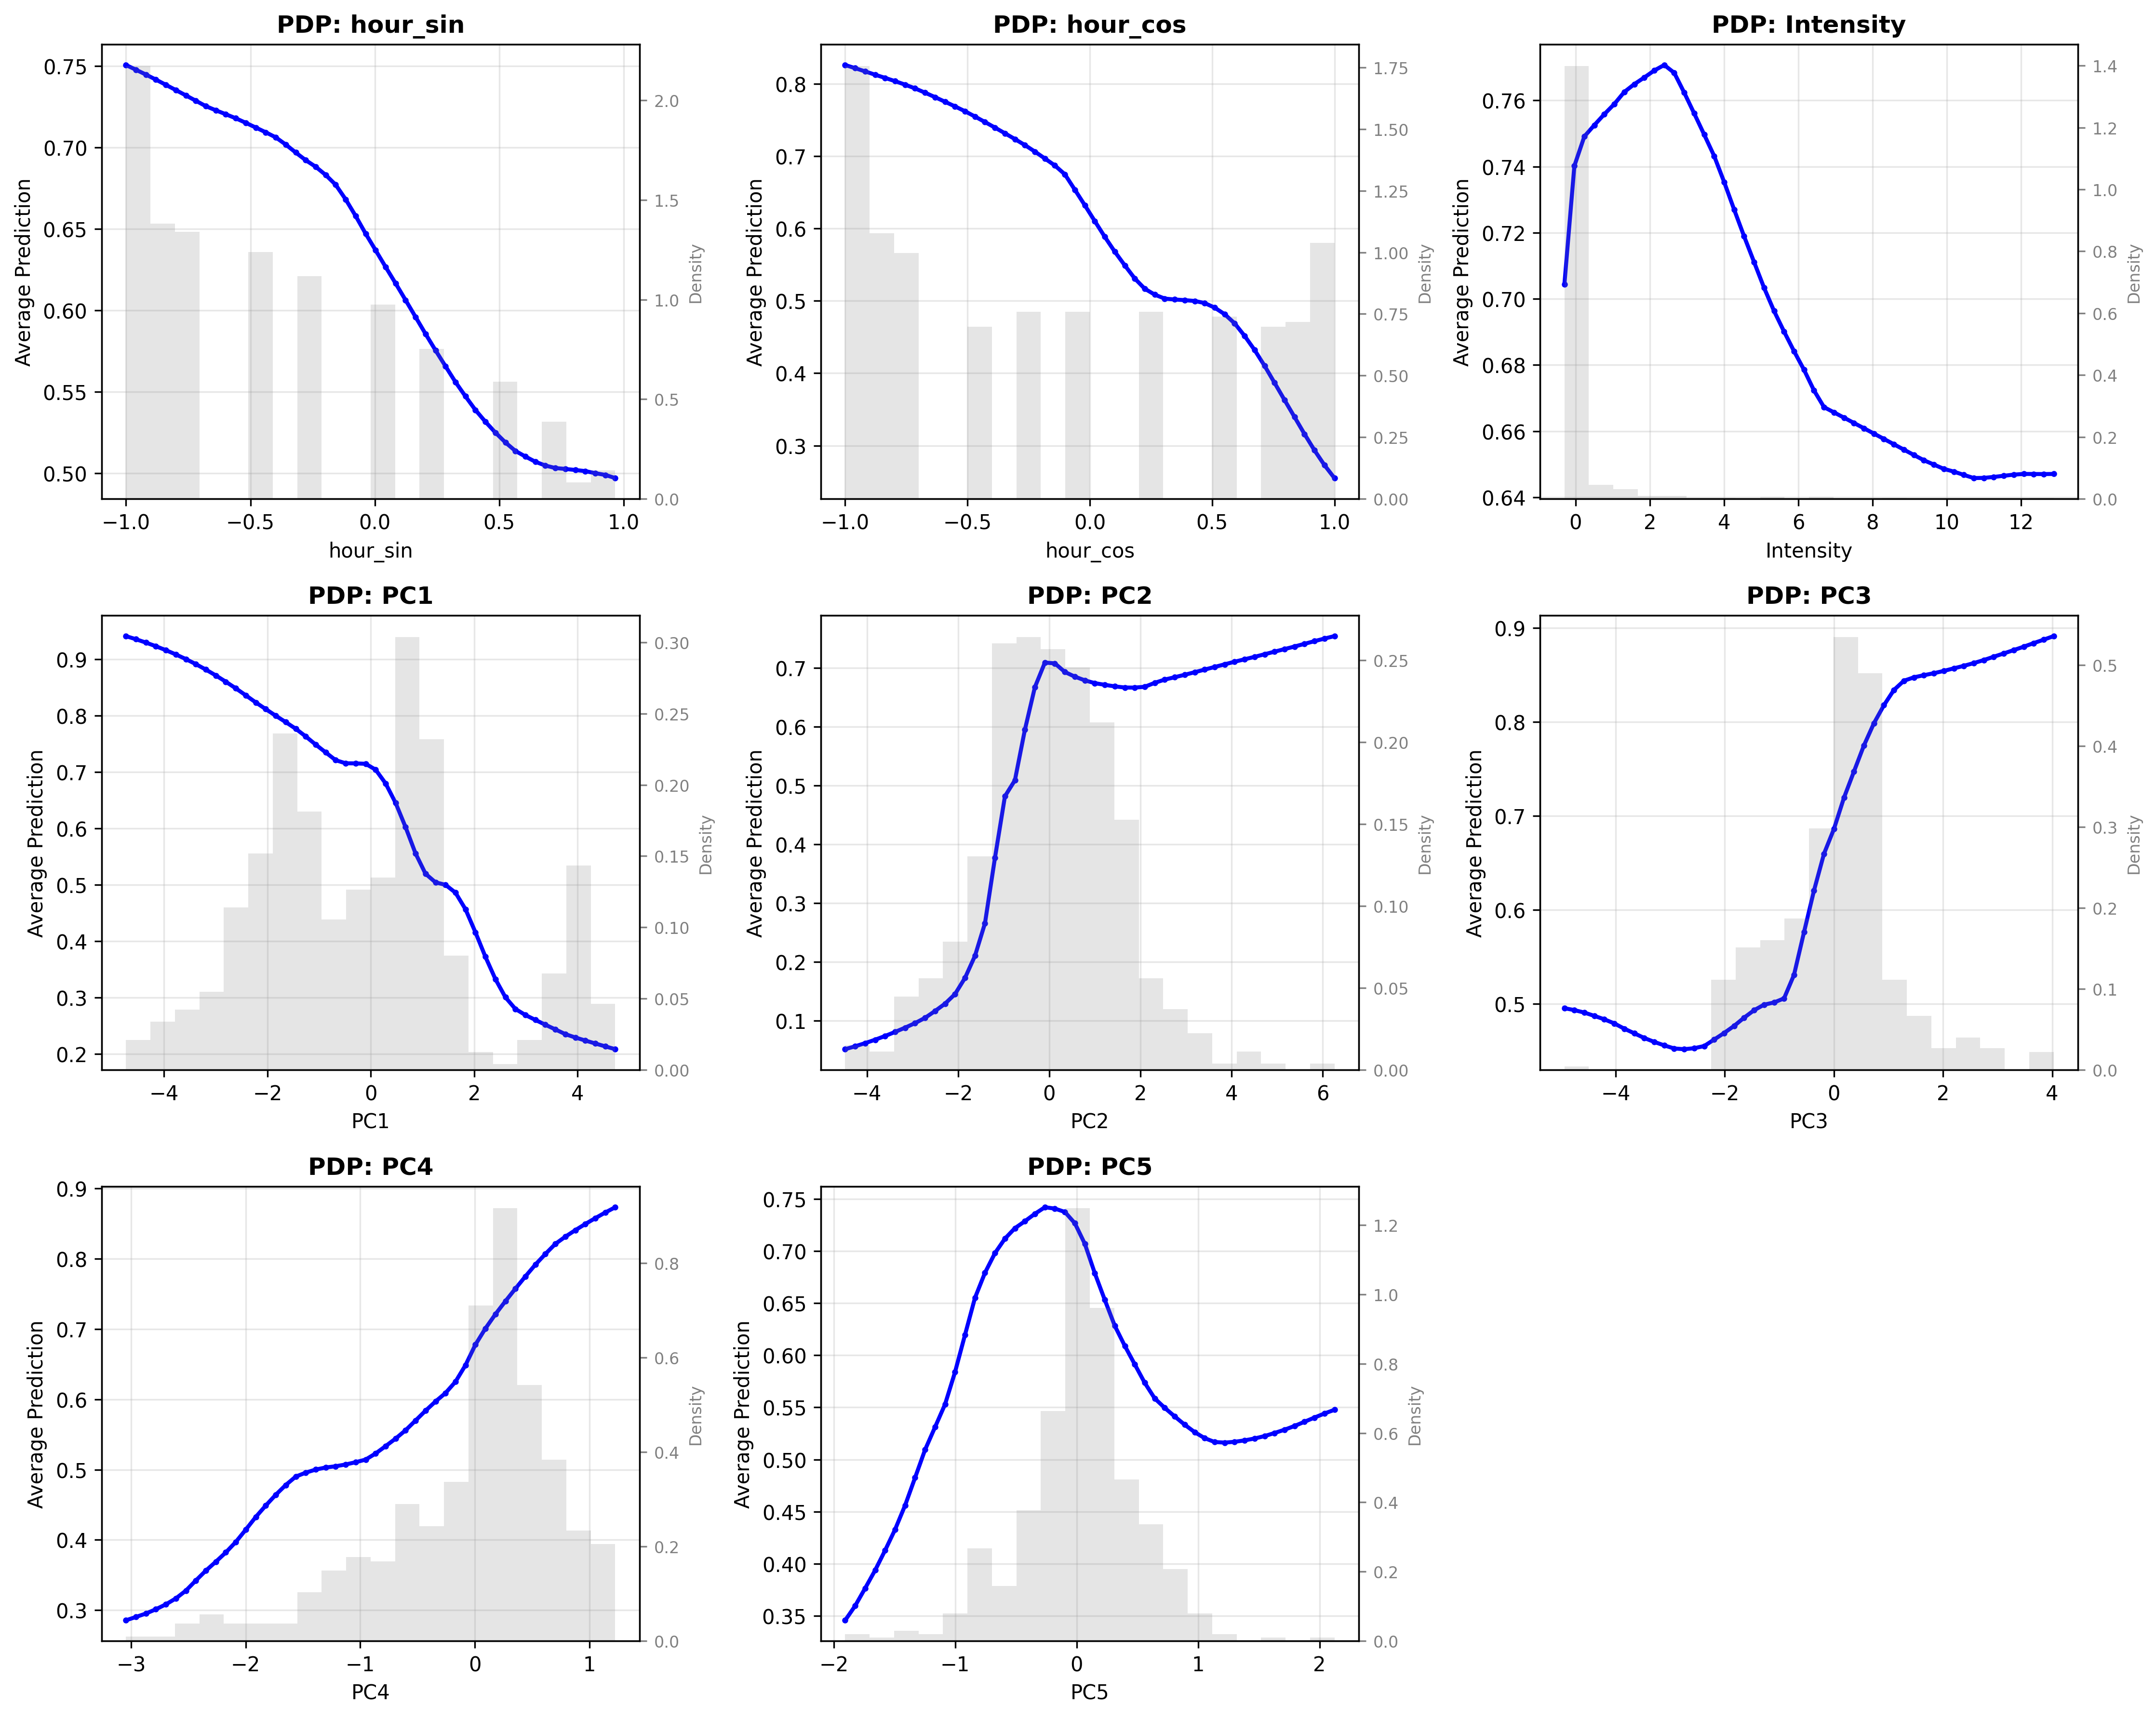 PDP: hour_sin
Average Prediction
0.75
0.70
0.65
0.60
0.55
0.50
2.0
1.5
1.0
0.5
0.0
Density
−1.0 −0.5 0.0 0.5 1.0
hour_sin
PDP: hour_cos
Average Prediction
0.8
0.7
0.6
0.5
0.4
0.3
1.75
1.50
1.25
1.00
0.75
0.50
0.25
0.00
Density
−1.0 −0.5 0.0 0.5 1.0
hour_cos
PDP: Intensity
Average Prediction
0.76
0.74
0.72
0.70
0.68
0.66
0.64
1.4
1.2
1.0
0.8
0.6
0.4
0.2
0.0
Density
0 2 4 6 8 10 12
Intensity
PDP: PC1
Average Prediction
0.9
0.8
0.7
0.6
0.5
0.4
0.3
0.2
0.30
0.25
0.20
0.15
0.10
0.05
0.00
Density
−4 −2 0 2 4
PC1
PDP: PC2
Average Prediction
0.7
0.6
0.5
0.4
0.3
0.2
0.1
0.25
0.20
0.15
0.10
0.05
0.00
Density
−4 −2 0 2 4 6
PC2
PDP: PC3
Average Prediction
0.9
0.8
0.7
0.6
0.5
0.5
0.4
0.3
0.2
0.1
0.0
Density
−4 −2 0 2 4
PC3
PDP: PC4
Average Prediction
0.9
0.8
0.7
0.6
0.5
0.4
0.3
0.8
0.6
0.4
0.2
0.0
Density
−3 −2 −1 0 1
PC4
PDP: PC5
Average Prediction
0.75
0.70
0.65
0.60
0.55
0.50
0.45
0.40
0.35
1.2
1.0
0.8
0.6
0.4
0.2
0.0
Density
−2 −1 0 1 2
PC5